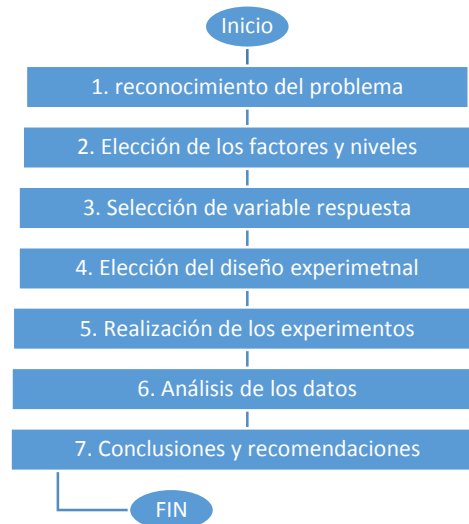 Inicio
1. reconocimiento del problema
2. Elección de los factores y niveles
3. Selección de variable respuesta
4. Elección del diseño experimetnal
5. Realización de los experimentos
6. Análisis de los datos
7. Conclusiones y recomendaciones
FIN